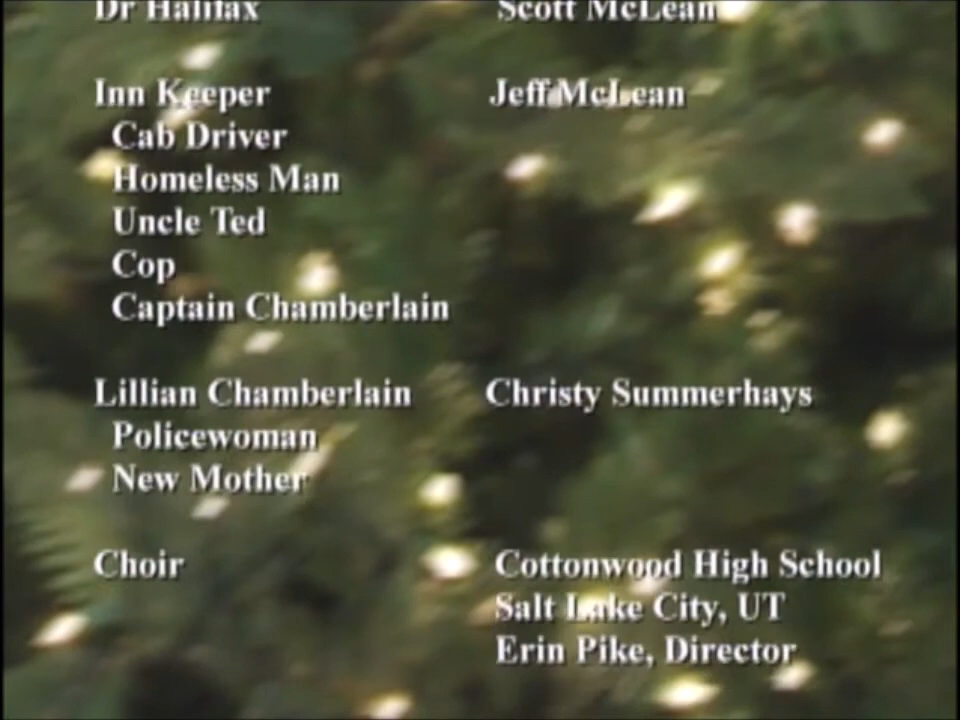 Dr Halifax Scott McLean
Inn Keeper Jeff McLean
Cab Driver
Homeless Man
Uncle Ted
Cop
Captain Chamberlain
Lillian Chamberlain Christy Summerhays
Policewoman
New Mother
Choir Cottonwood High School
Salt Lake City, UT
Erin Pike, Director